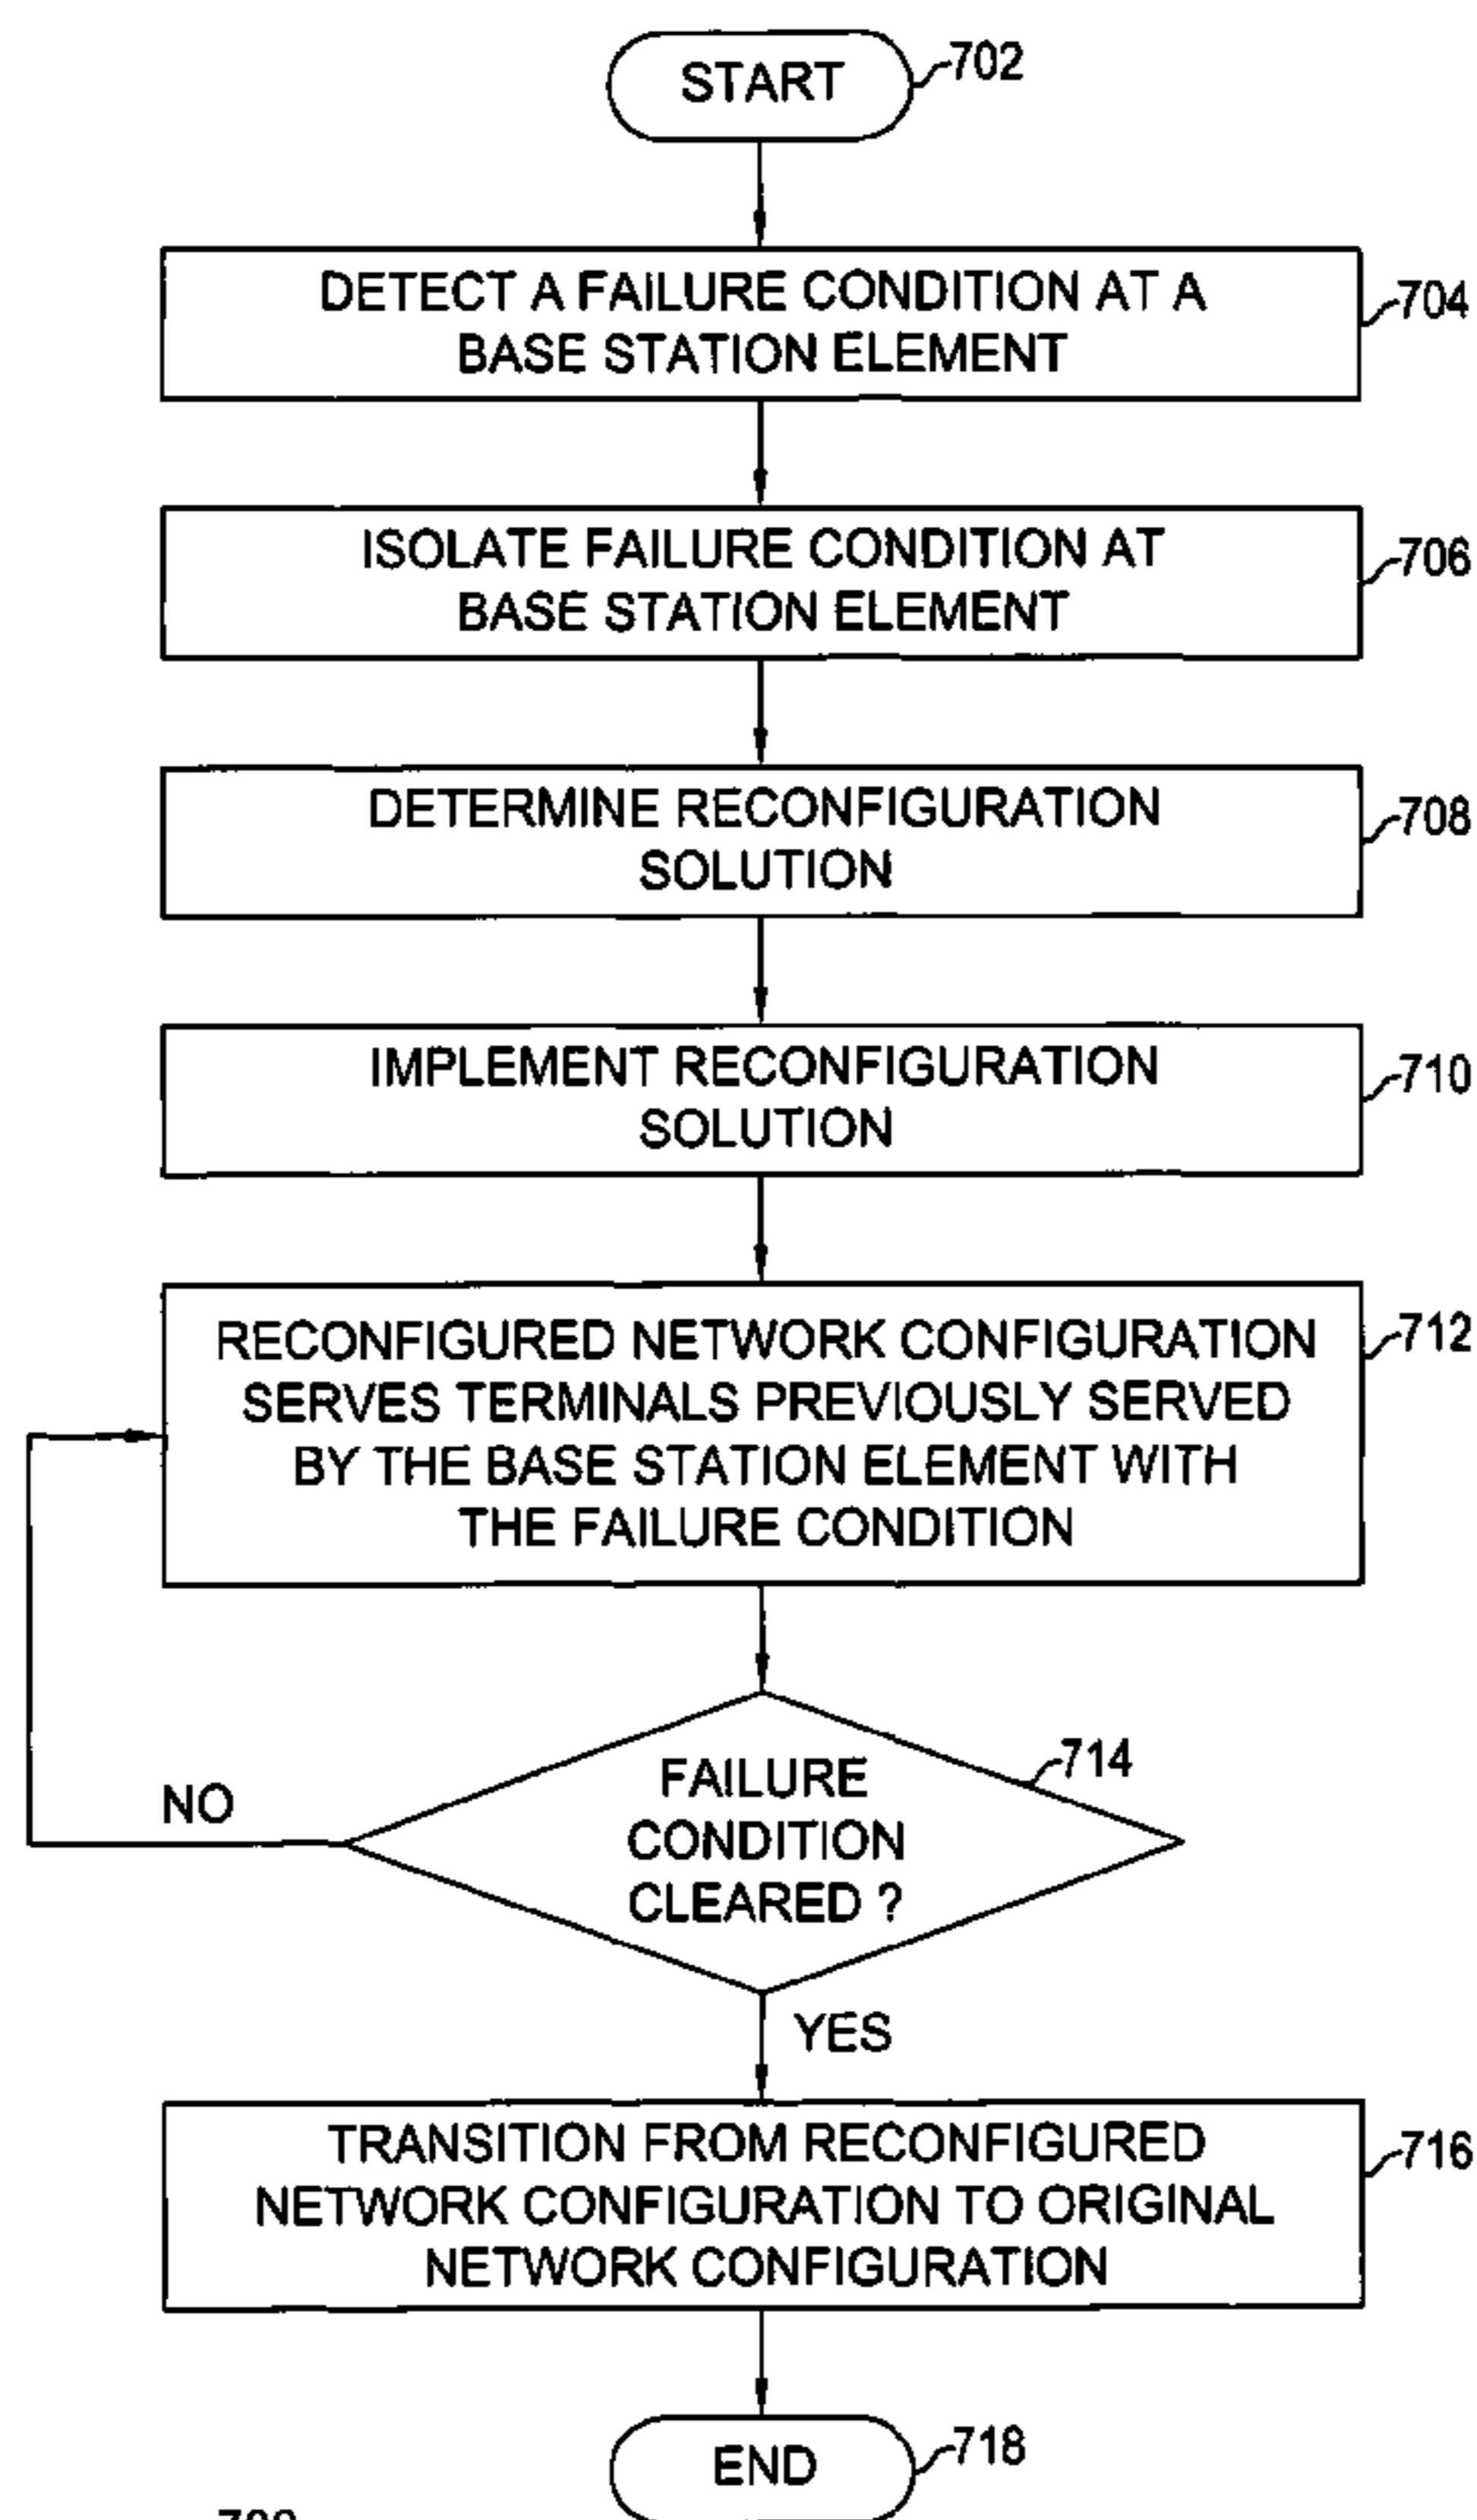 START
702
DETECT A FAILURE CONDITION AT A
BASE STATION ELEMENT
704
ISOLATE FAILURE CONDITION AT
BASE STATION ELEMENT
706
DETERMINE RECONFIGURATION
SOLUTION
708
IMPLEMENT RECONFIGURATION
SOLUTION
710
RECONFIGURED NETWORK CONFIGURATION
SERVES TERMINALS PREVIOUSLY SERVED
BY THE BASE STATION ELEMENT WITH
THE FAILURE CONDITION
712
FAILURE
CONDITION
CLEARED ?
714
NO
YES
TRANSITION FROM RECONFIGURED
NETWORK CONFIGURATION TO ORIGINAL
NETWORK CONFIGURATION
716
END
718